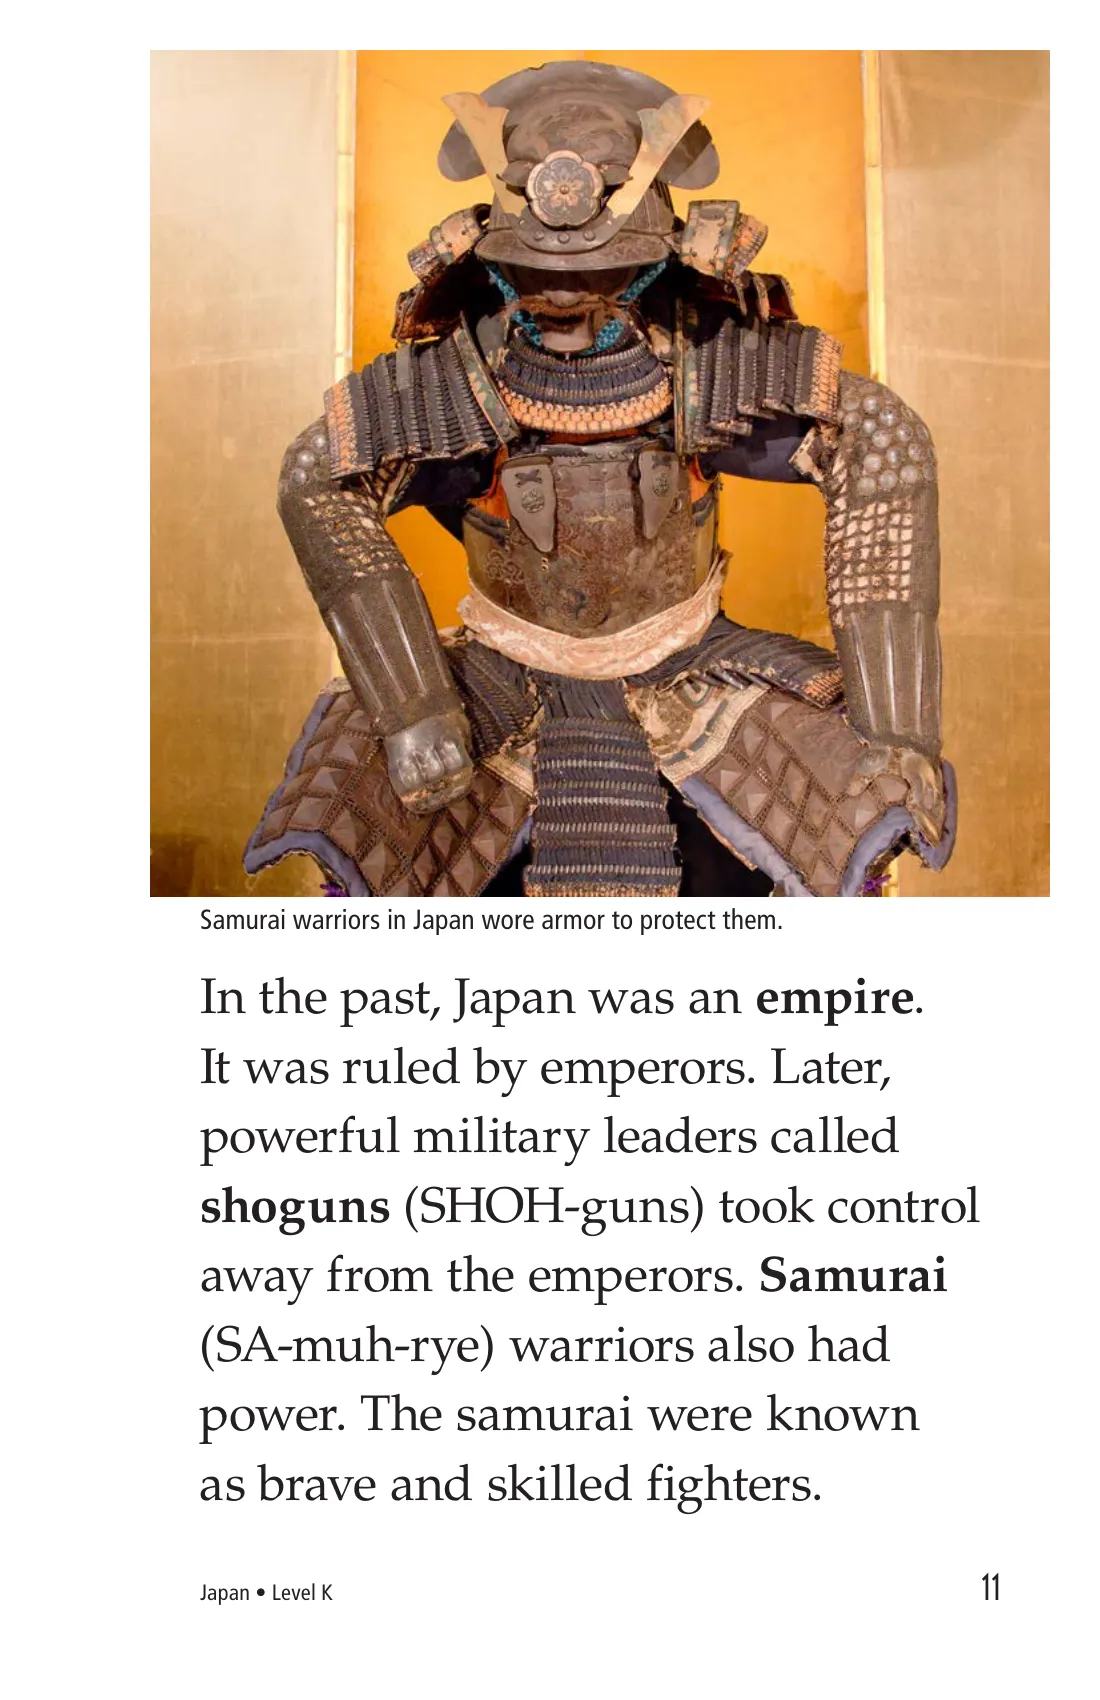 Samurai warriors in Japan wore armor to protect them.
In the past, Japan was an empire.
It was ruled by emperors. Later,
powerful military leaders called
shoguns (SHOH-guns) took control
away from the emperors. Samurai
(SA-muh-rye) warriors also had
power. The samurai were known
as brave and skilled fighters.
Japan • Level K
11